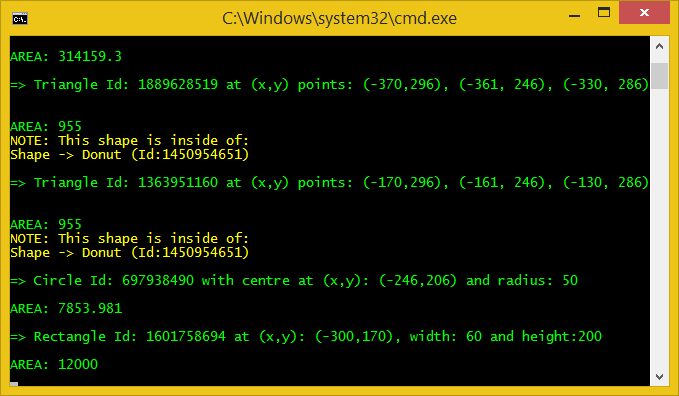 C:\Windows\system32\cmd.exe
AREA: 314159.3
=> Triangle Id: 1889628519 at (x,y) points: (-370,296), (-361, 246), (-330, 286)
AREA: 955
NOTE: This shape is inside of:
Shape -> Donut (Id:1450954651)
=> Triangle Id: 1363951160 at (x,y) points: (-170,296), (-161, 246), (-130, 286)
AREA: 955
NOTE: This shape is inside of:
Shape -> Donut (Id:1450954651)
=> Circle Id: 697938490 with centre at (x,y): (-246,206) and radius: 50
AREA: 7853.981
=> Rectangle Id: 1601758694 at (x,y): (-300,170), width: 60 and height:200
AREA: 12000